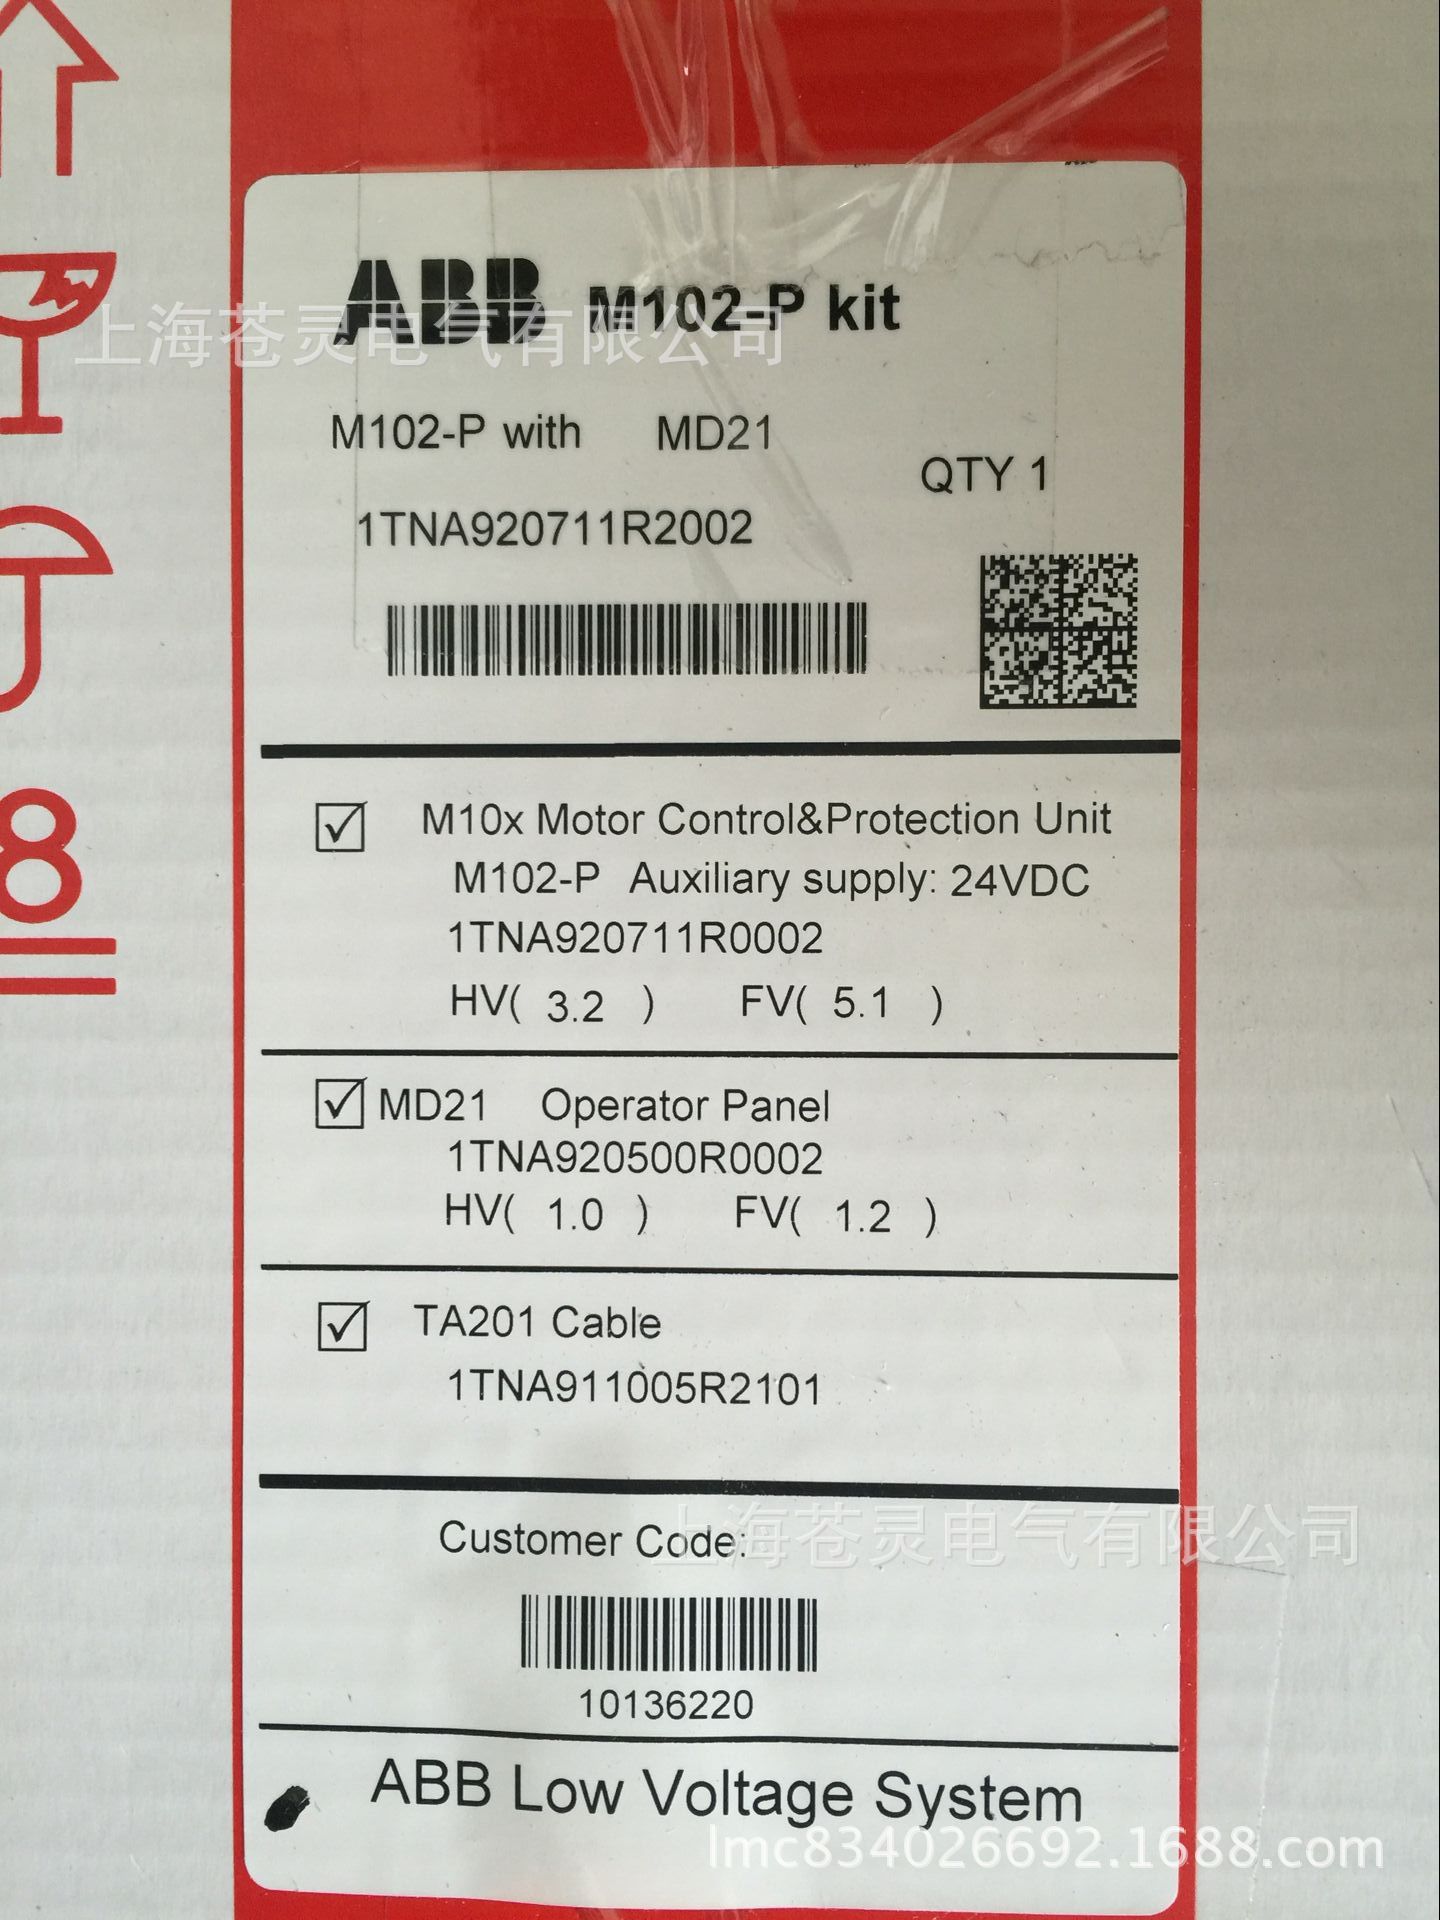 ABB M102-P kit
上海苍灵电气有限公司
M102-P with MD21
QTY 1
1TNA920711R2002
M10x Motor Control&Protection Unit
M102-P Auxiliary supply: 24VDC
1TNA920711R0002
HV( 3.2 ) FV( 5.1 )
MD21 Operator Panel
1TNA920500R0002
HV( 1.0 ) FV( 1.2 )
TA201 Cable
1TNA911005R2101
上海苍灵电气有限公司
Customer Code:
10136220
ABB Low Voltage System
lmc834026692.1688.com
8